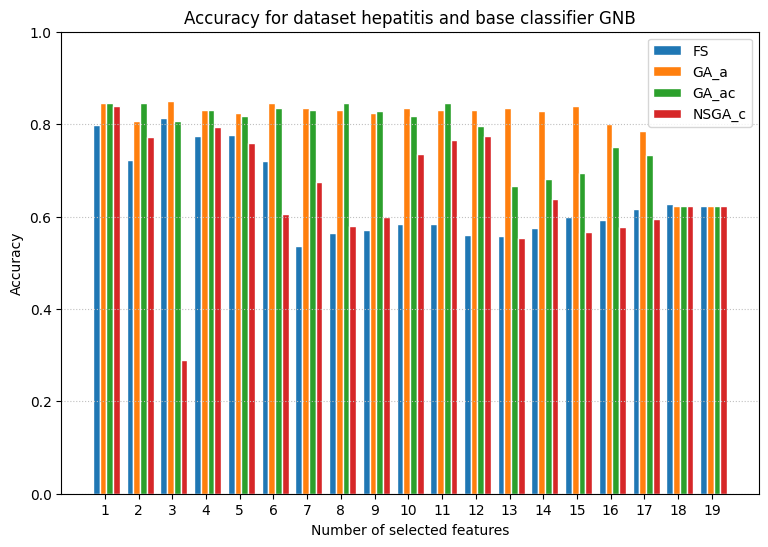 Accuracy for dataset hepatitis and base classifier GNB
FS
GA_a
GA_ac
NSGA_c
Accuracy
1.0
0.8
0.6
0.4
0.2
0.0
1 2 3 4 5 6 7 8 9 10 11 12 13 14 15 16 17 18 19
Number of selected features